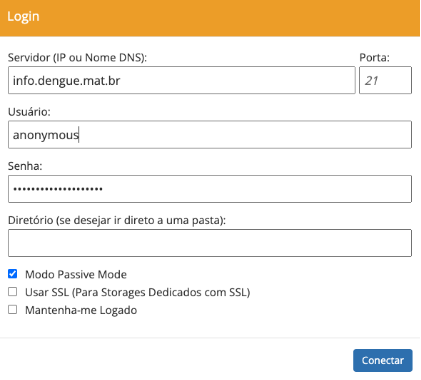 Login
Servidor (IP ou Nome DNS): Porta:
info.dengue.mat.br 21
Usuário:
anonymous
Senha:
••••••••••••••••••••
Diretório (se desejar ir direto a uma pasta):
Modo Passive Mode
Usar SSL (Para Storages Dedicados com SSL)
Mantenha-me Logado
Conectar